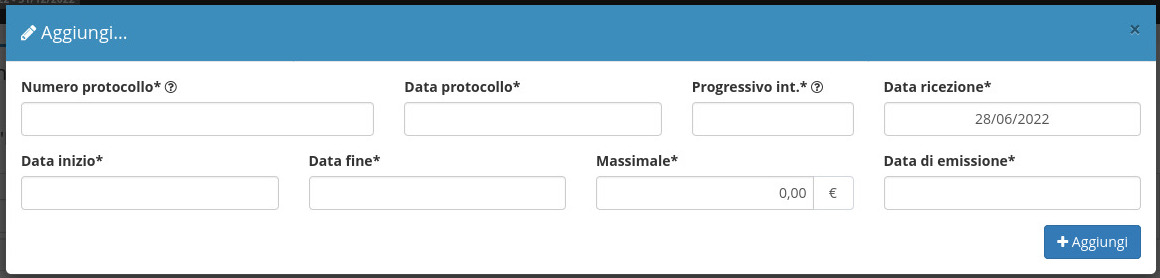 Aggiungi...
×
Numero protocollo* Data protocollo* Progressivo int.* Data ricezione*
28/06/2022
Data inizio* Data fine* Massimale* Data di emissione*
0,00 €
+ Aggiungi